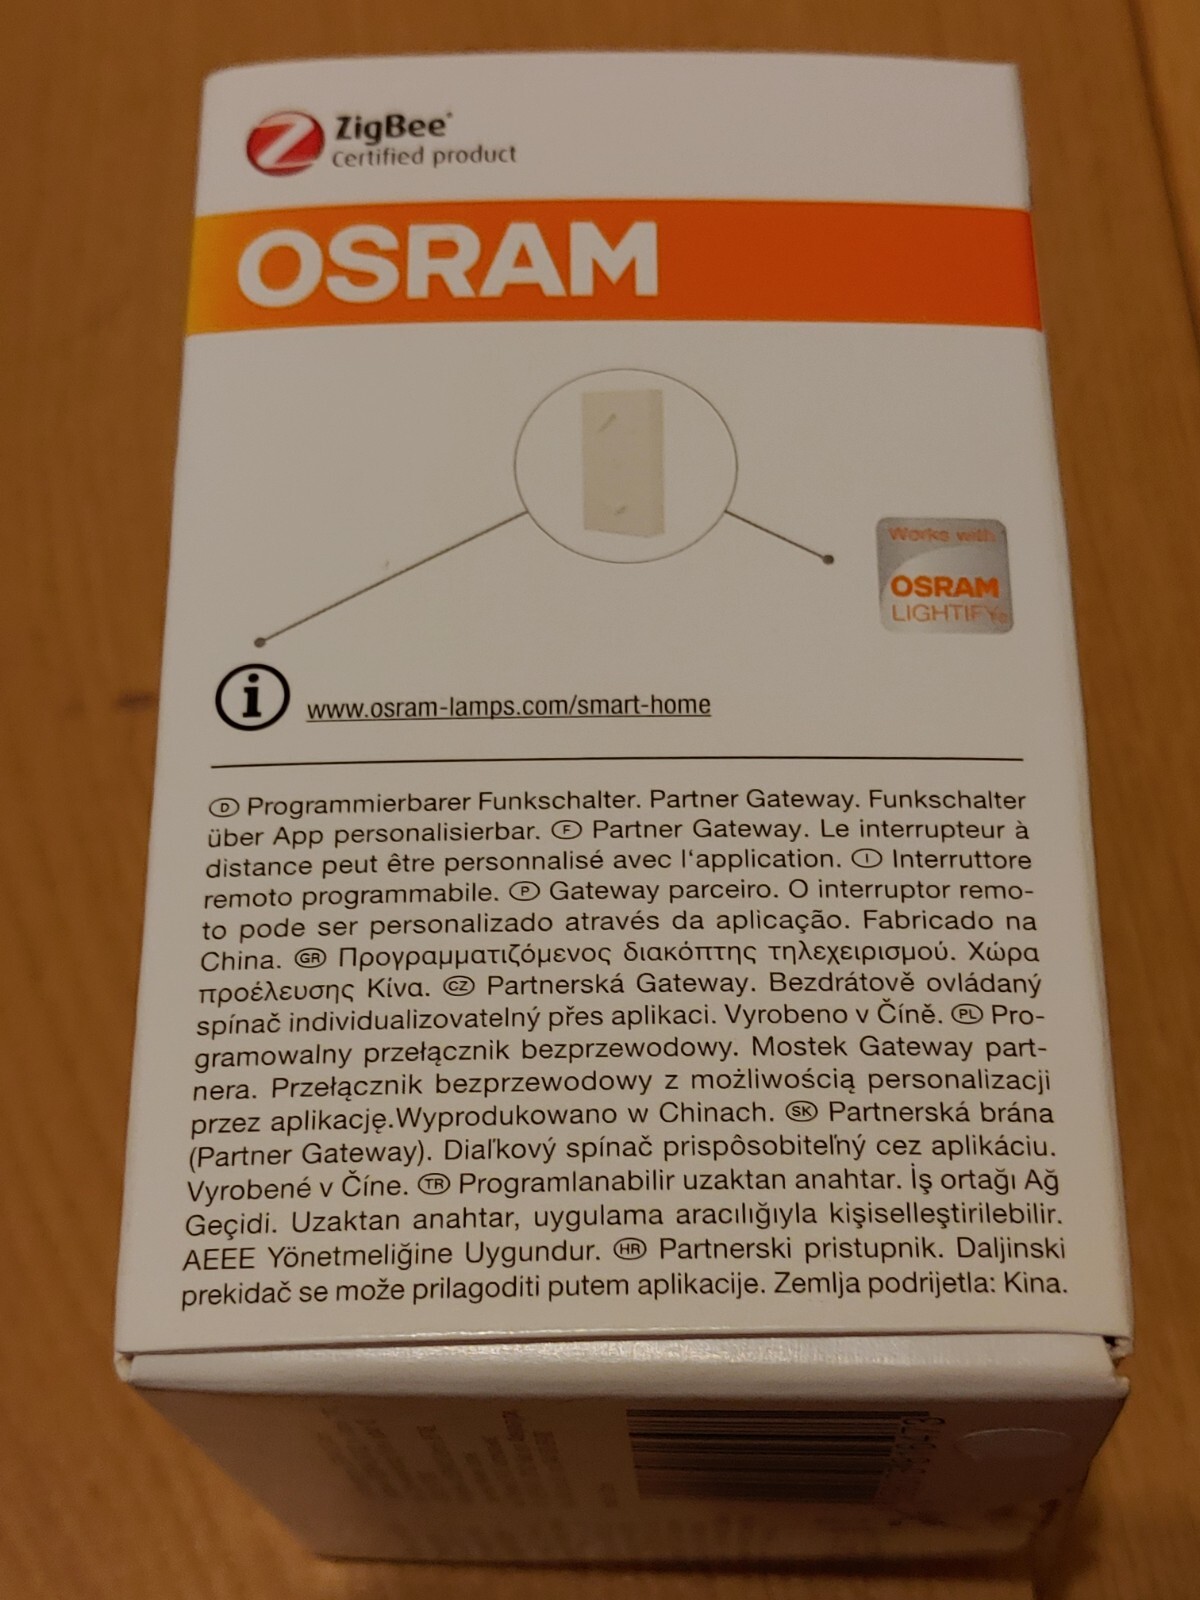 ZigBee®
Certified product
OSRAM
Works with
OSRAM
LIGHTIFY
www.osram-lamps.com/smart-home
D Programmierbarer Funkschalter. Partner Gateway. Funkschalter
über App personalisierbar. F Partner Gateway. Le interrupteur à
distance peut être personnalisé avec l‘application. I Interruttore
remoto programmabile. P Gateway parceiro. O interruptor remo-
to pode ser personalizado através da aplicação. Fabricado na
China. GR Προγραμματιζόμενος διακόπτης τηλεχειρισμού. Χώρα
προέλευσης Κίνα. CZ Partnerská Gateway. Bezdrátově ovládaný
spínač individualizovatelný přes aplikaci. Vyrobeno v Číně. PL Pro-
gramowalny przełącznik bezprzewodowy. Mostek Gateway part-
nera. Przełącznik bezprzewodowy z możliwością personalizacji
przez aplikację.Wyprodukowano w Chinach. SK Partnerská brána
(Partner Gateway). Diaľkový spínač prispôsobiteľný cez aplikáciu.
Vyrobené v Číne. TR Programlanabilir uzaktan anahtar. İş ortağı Ağ
Geçidi. Uzaktan anahtar, uygulama aracılığıyla kişiselleştirilebilir.
AEEE Yönetmeliğine Uygundur. HR Partnerski pristupnik. Daljinski
prekidač se može prilagoditi putem aplikacije. Zemlja podrijetla: Kina.